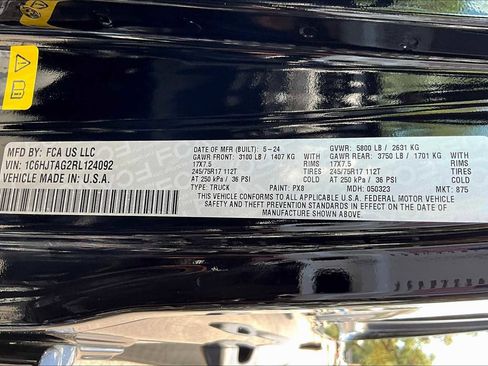 MFD BY: FCA US LLC
VIN: 1C6HJTAG2RL124092
VEHICLE MADE IN: U.S.A.
DATE OF MFR (BUILT): 5-24
GAWR FRONT: 3100 LB / 1407 KG
17X7.5 RIMS
245/75R17 112T TIRES
AT 250 kPa / 36 PSI COLD
TYPE: TRUCK PAINT: PX8
GVWR: 5800 LB / 2631 KG
GAWR REAR: 3750 LB / 1701 KG
17X7.5 RIMS
245/75R17 112T TIRES
AT 250 kPa / 36 PSI COLD
MDH: 050323 MKT: 875
THIS VEHICLE CONFORMS TO ALL APPLICABLE U.S.A. FEDERAL MOTOR VEHICLE
SAFETY, BUMPER, AND THEFT PREVENTION STANDARDS IN
EFFECT ON THE DATE OF MANUFACTURE SHOWN ABOVE.